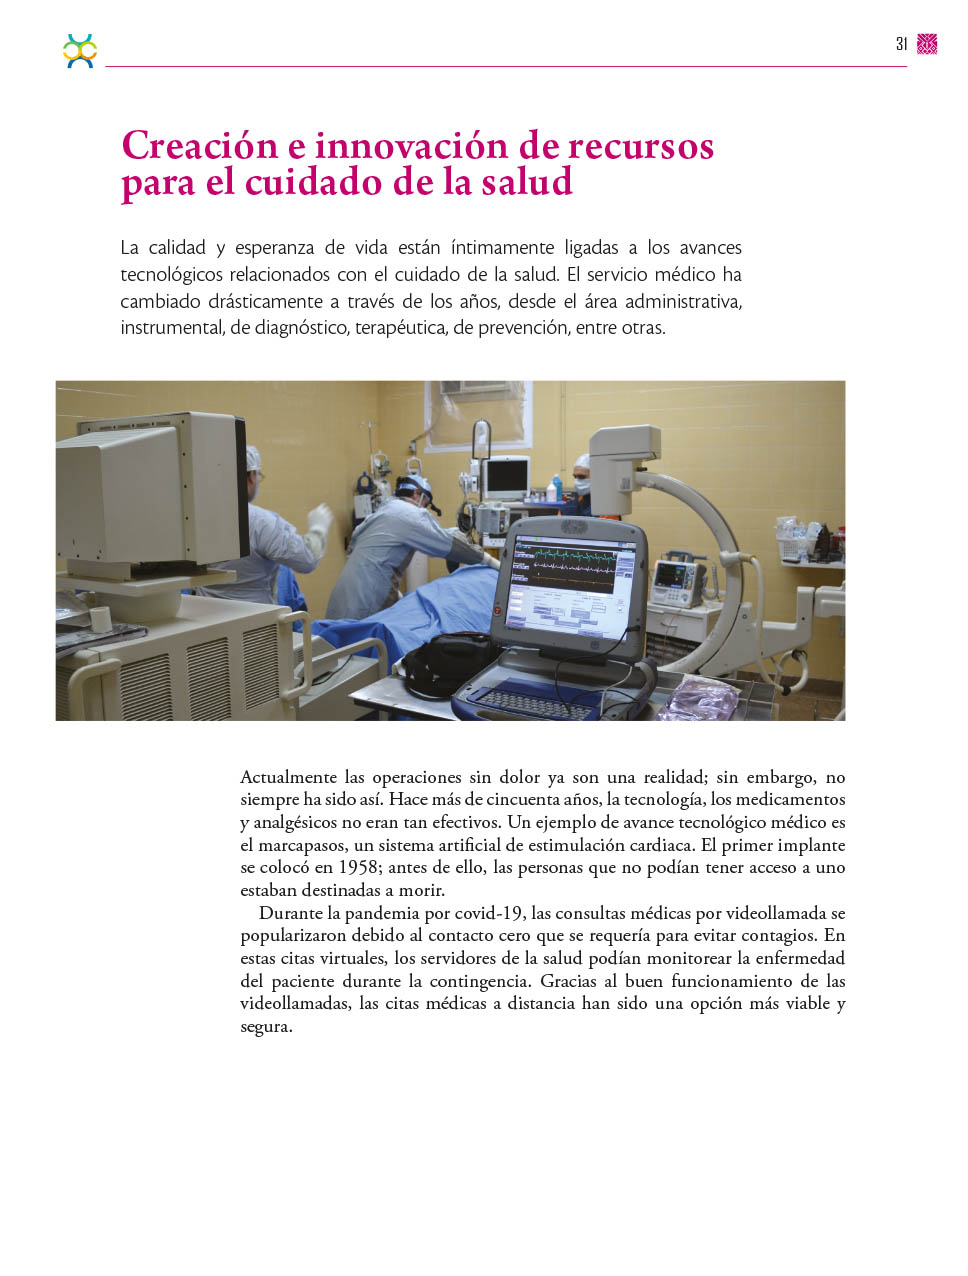 31
Creación e innovación de recursos
para el cuidado de la salud
La calidad y esperanza de vida están íntimamente ligadas a los avances
tecnológicos relacionados con el cuidado de la salud. El servicio médico ha
cambiado drásticamente a través de los años, desde el área administrativa,
instrumental, de diagnóstico, terapéutica, de prevención, entre otras.
Actualmente las operaciones sin dolor ya son una realidad; sin embargo, no
siempre ha sido así. Hace más de cincuenta años, la tecnología, los medicamentos
y analgésicos no eran tan efectivos. Un ejemplo de avance tecnológico médico es
el marcapasos, un sistema artificial de estimulación cardiaca. El primer implante
se colocó en 1958; antes de ello, las personas que no podían tener acceso a uno
estaban destinadas a morir.
Durante la pandemia por covid-19, las consultas médicas por videollamada se
popularizaron debido al contacto cero que se requería para evitar contagios. En
estas citas virtuales, los servidores de la salud podían monitorear la enfermedad
del paciente durante la contingencia. Gracias al buen funcionamiento de las
videollamadas, las citas médicas a distancia han sido una opción más viable y
segura.